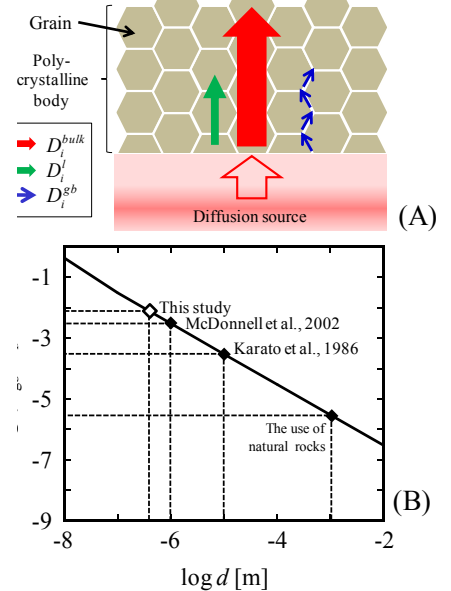 Grain
Poly-
crystalline
body
D_i^{bulk}
D_i^l
D_i^{gb}
Diffusion source
(A)
-1
This study
McDonnell et al., 2002
-3
Karato et al., 1986
-5
The use of
natural rocks
-7
(B)
-9
-8
-6
-4
-2
log d [m]